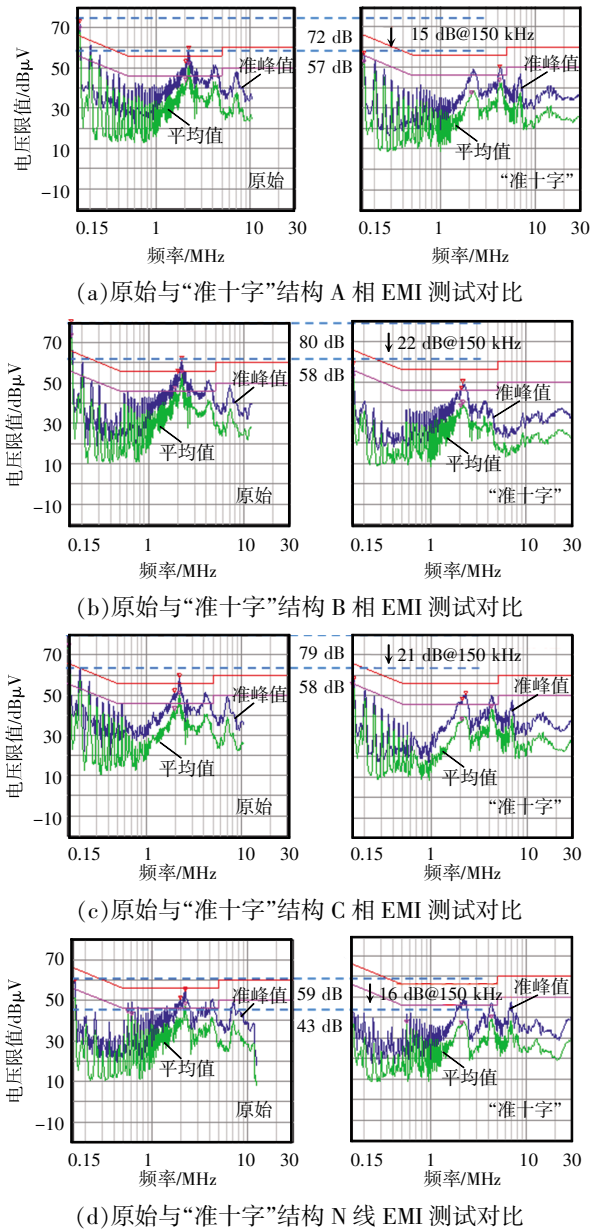 电压限值/dBμV
70
50
30
10
−10
准峰值
平均值
原始
0.15
1
10
30
频率/MHz
72 dB
57 dB
15 dB@150 kHz
准峰值
平均值
“准十字”
0.15
1
10
30
频率/MHz
(a)原始与“准十字”结构 A 相 EMI 测试对比
电压限值/dBμV
70
50
30
10
−10
准峰值
平均值
原始
0.15
1
10
30
频率/MHz
80 dB
58 dB
22 dB@150 kHz
准峰值
平均值
“准十字”
0.15
1
10
30
频率/MHz
(b)原始与“准十字”结构 B 相 EMI 测试对比
电压限值/dBμV
70
50
30
10
−10
准峰值
平均值
原始
0.15
1
10
30
频率/MHz
79 dB
58 dB
21 dB@150 kHz
准峰值
平均值
“准十字”
0.15
1
10
30
频率/MHz
(c)原始与“准十字”结构 C 相 EMI 测试对比
电压限值/dBμV
70
50
30
10
−10
准峰值
平均值
原始
0.15
1
10
30
频率/MHz
59 dB
43 dB
16 dB@150 kHz
准峰值
平均值
“准十字”
0.15
1
10
30
频率/MHz
(d)原始与“准十字”结构 N 线 EMI 测试对比